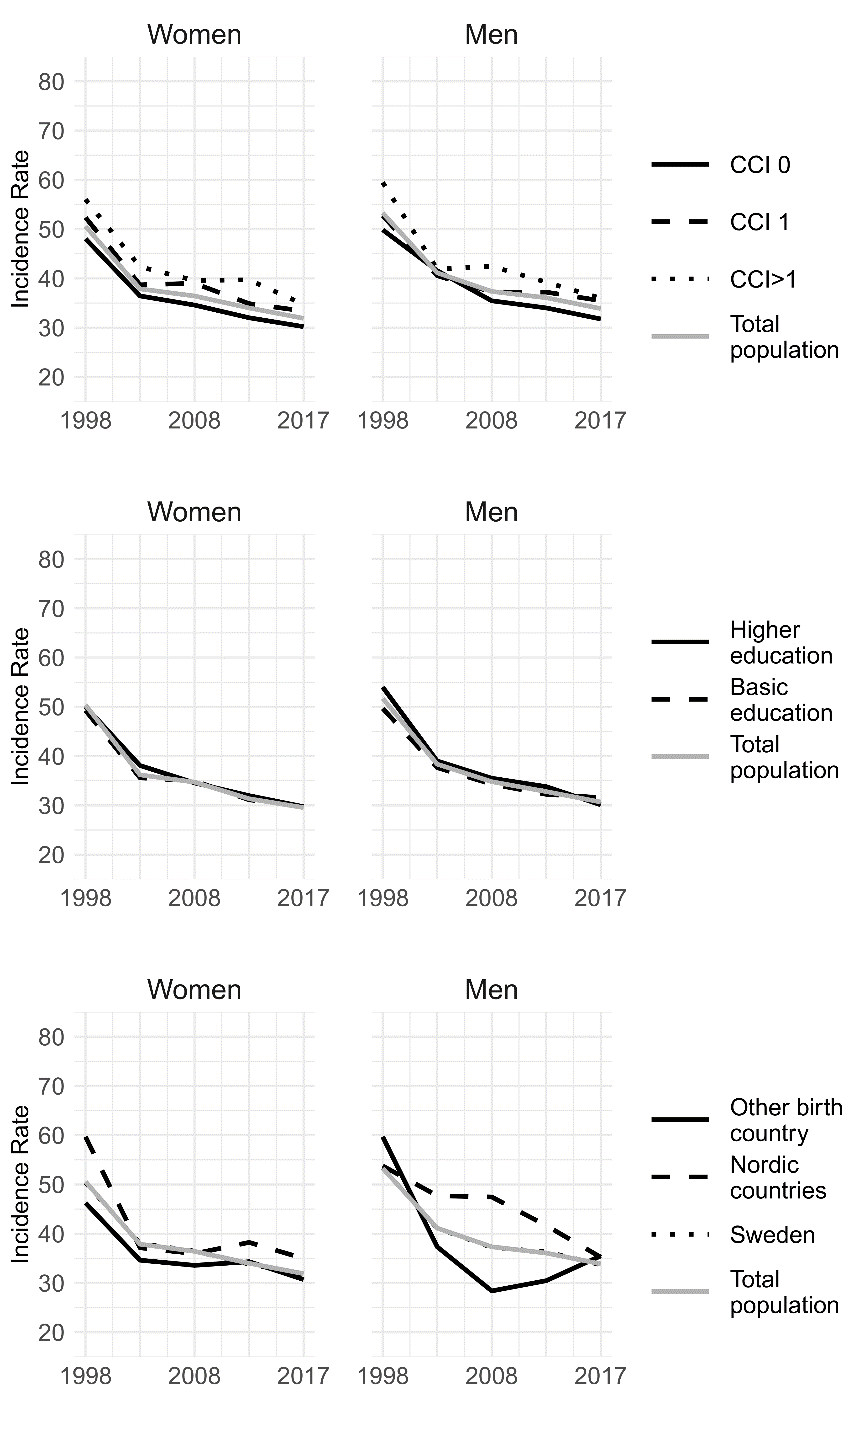 Women Men
80
70
60
50
40
30
20
Incidence Rate
1998 2008 2017 1998 2008 2017
CCI 0
CCI 1
CCI>1
Total
population
Women Men
80
70
60
50
40
30
20
Incidence Rate
1998 2008 2017 1998 2008 2017
Higher
education
Basic
education
Total
population
Women Men
80
70
60
50
40
30
20
Incidence Rate
1998 2008 2017 1998 2008 2017
Other birth
country
Nordic
countries
Sweden
Total
population